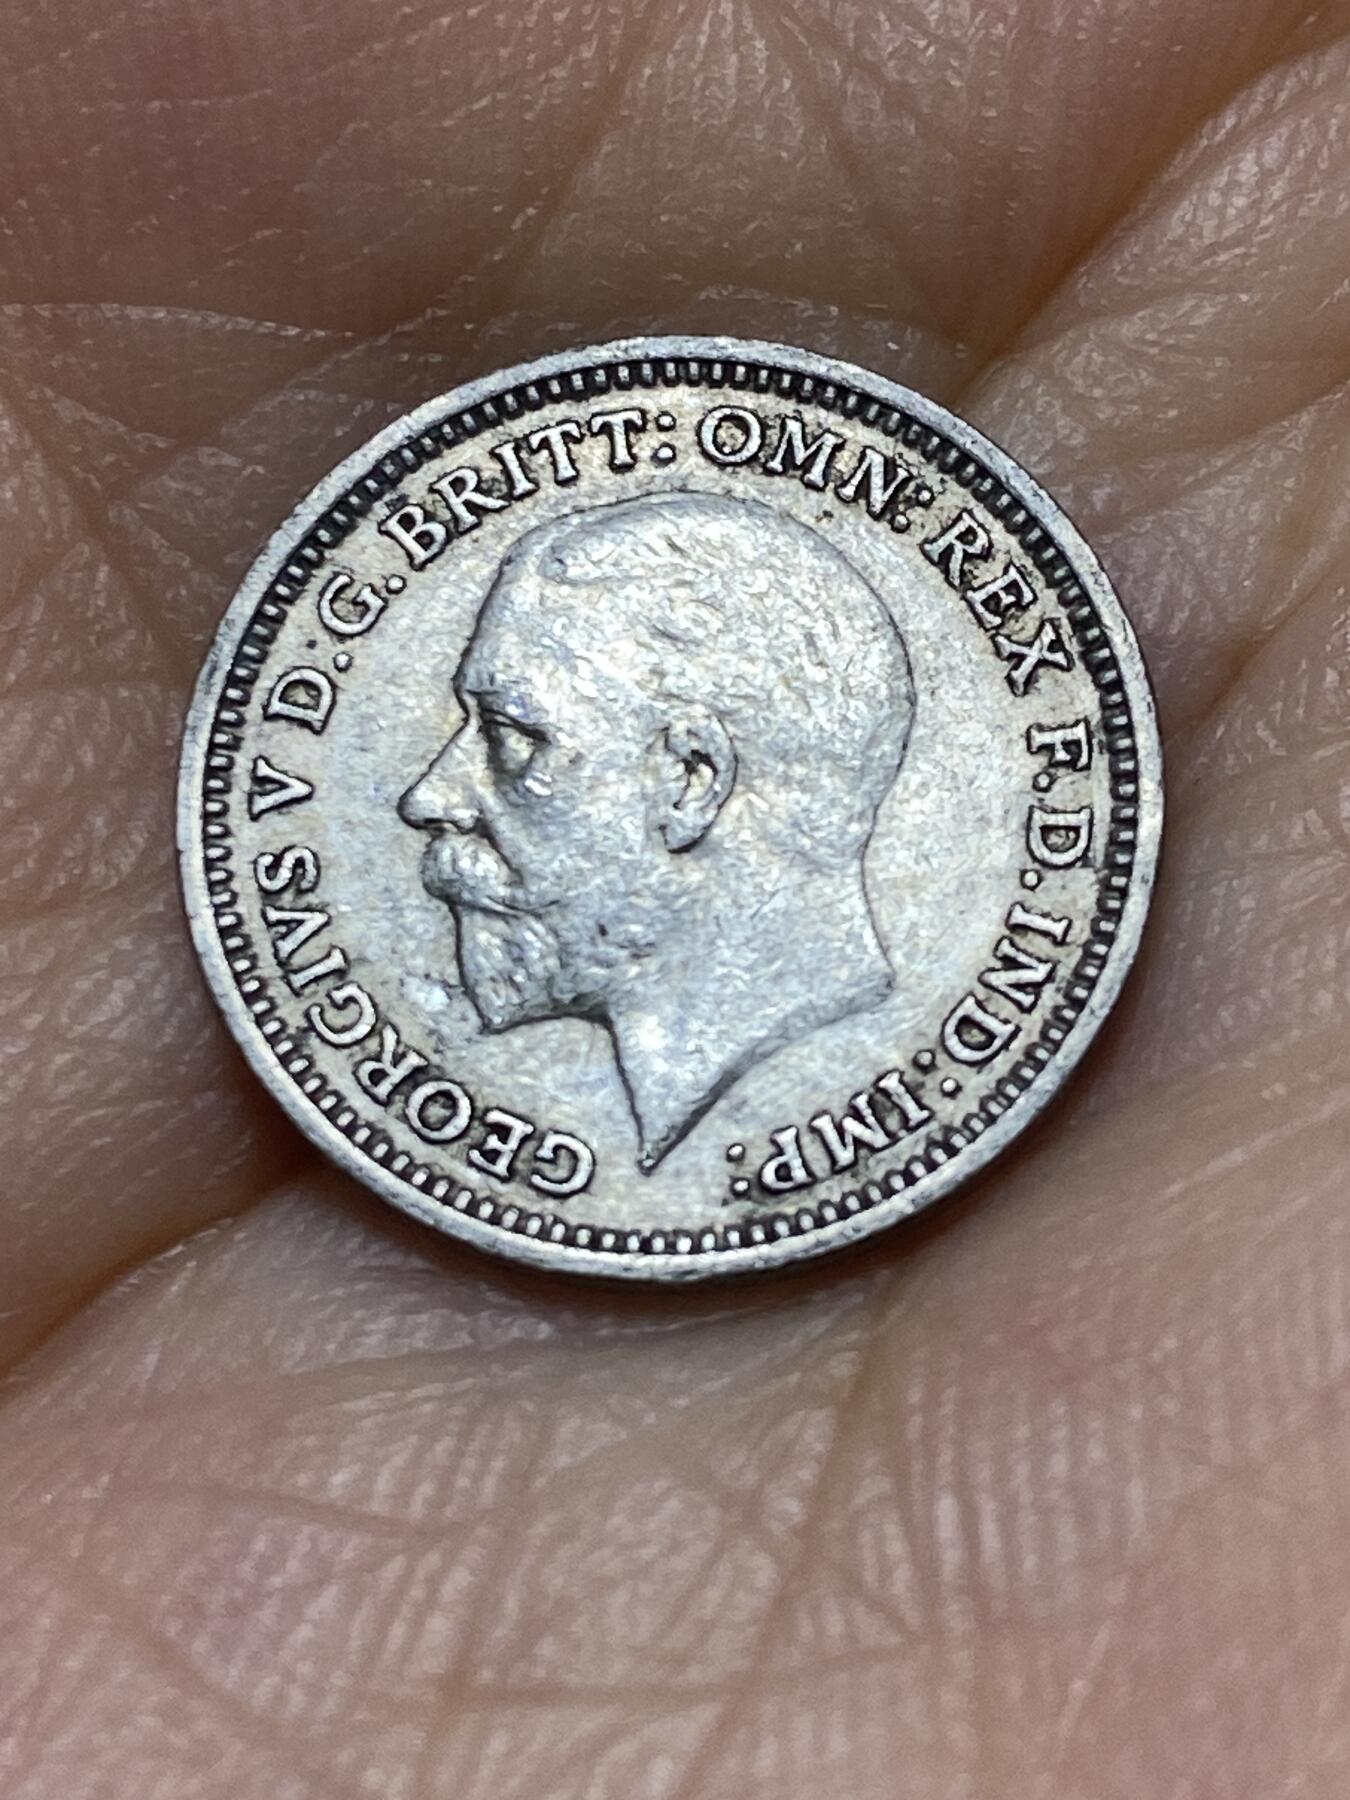 GEORGIVS V D.G.BRITT: OMN: REX F.D.IND:IMP: